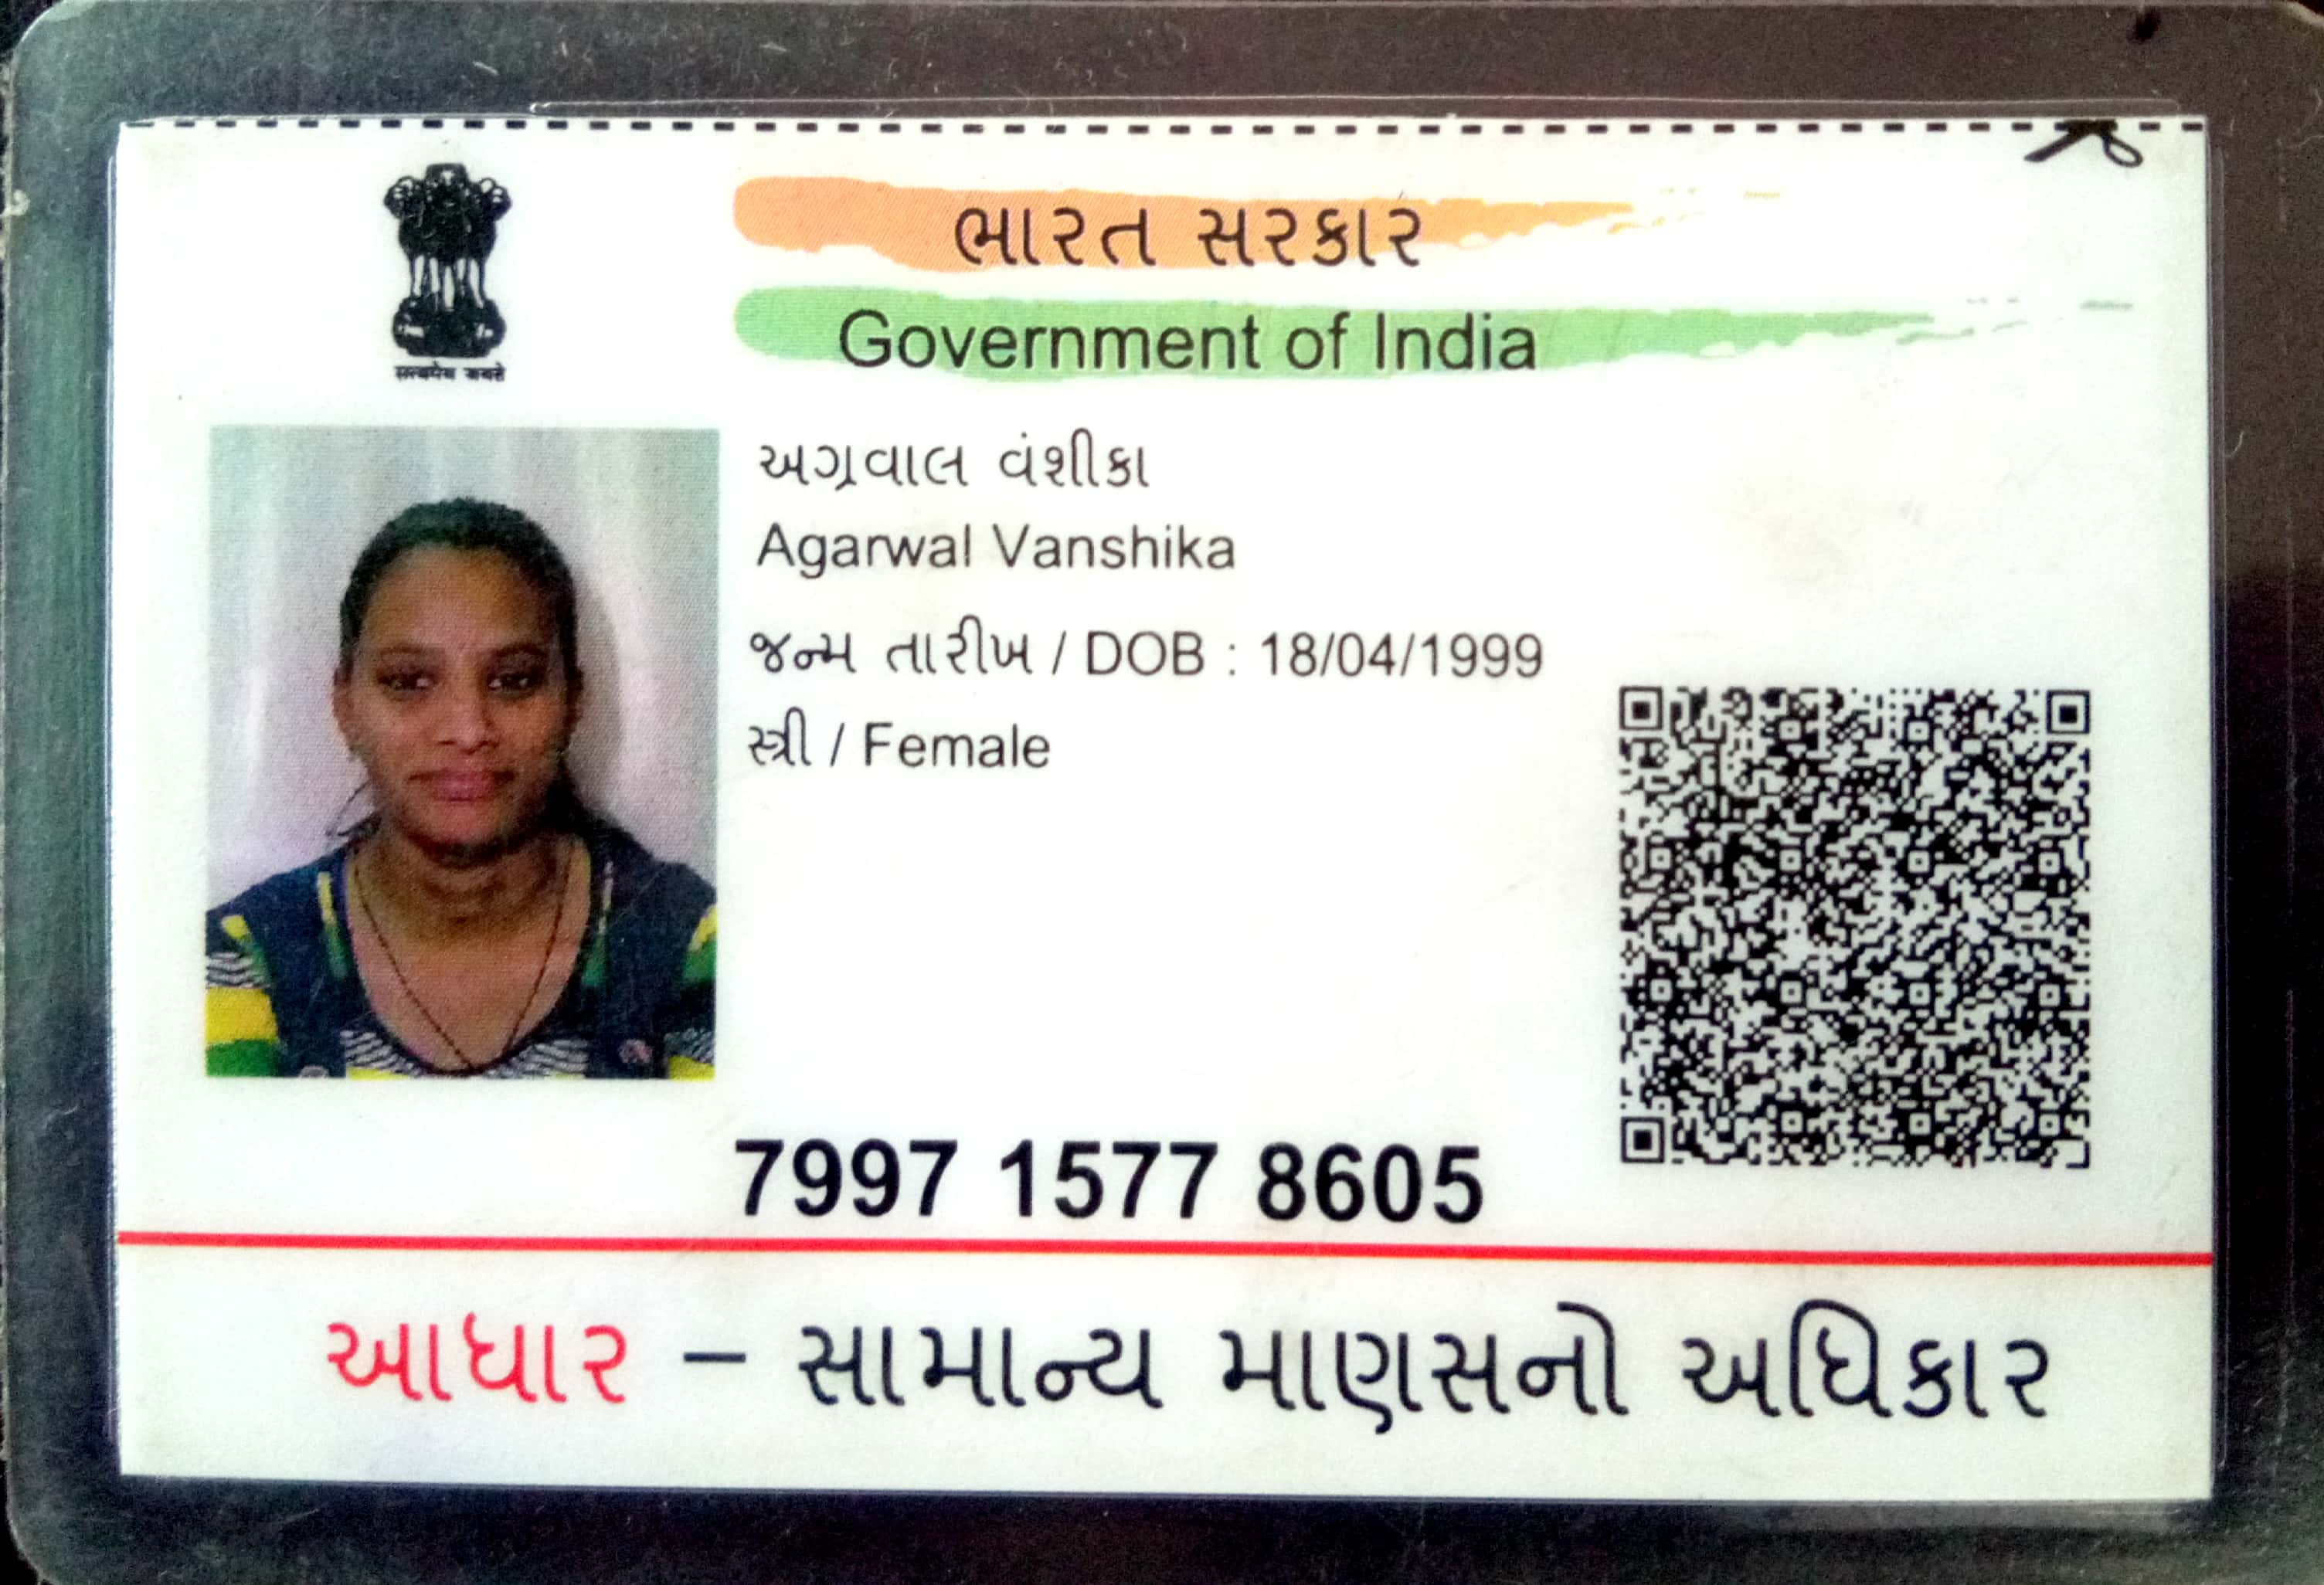 ભારત સરકાર
Government of India
सत्यमेव जयते
અગ્રવાલ વંશીકા
Agarwal Vanshika
જન્મ તારીખ / DOB : 18/04/1999
સ્ત્રી / Female
7997 1577 8605
આધાર – સામાન્ય માણસનો અધિકાર